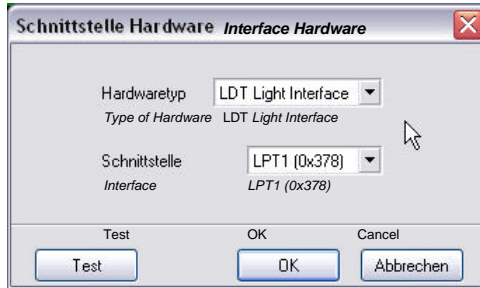 Schnittstelle Hardware Interface Hardware
Hardwaretyp LDT Light Interface
Type of Hardware LDT Light Interface
Schnittstelle LPT1 (0x378)
Interface LPT1 (0x378)
Test OK Cancel
Test OK Abbrechen